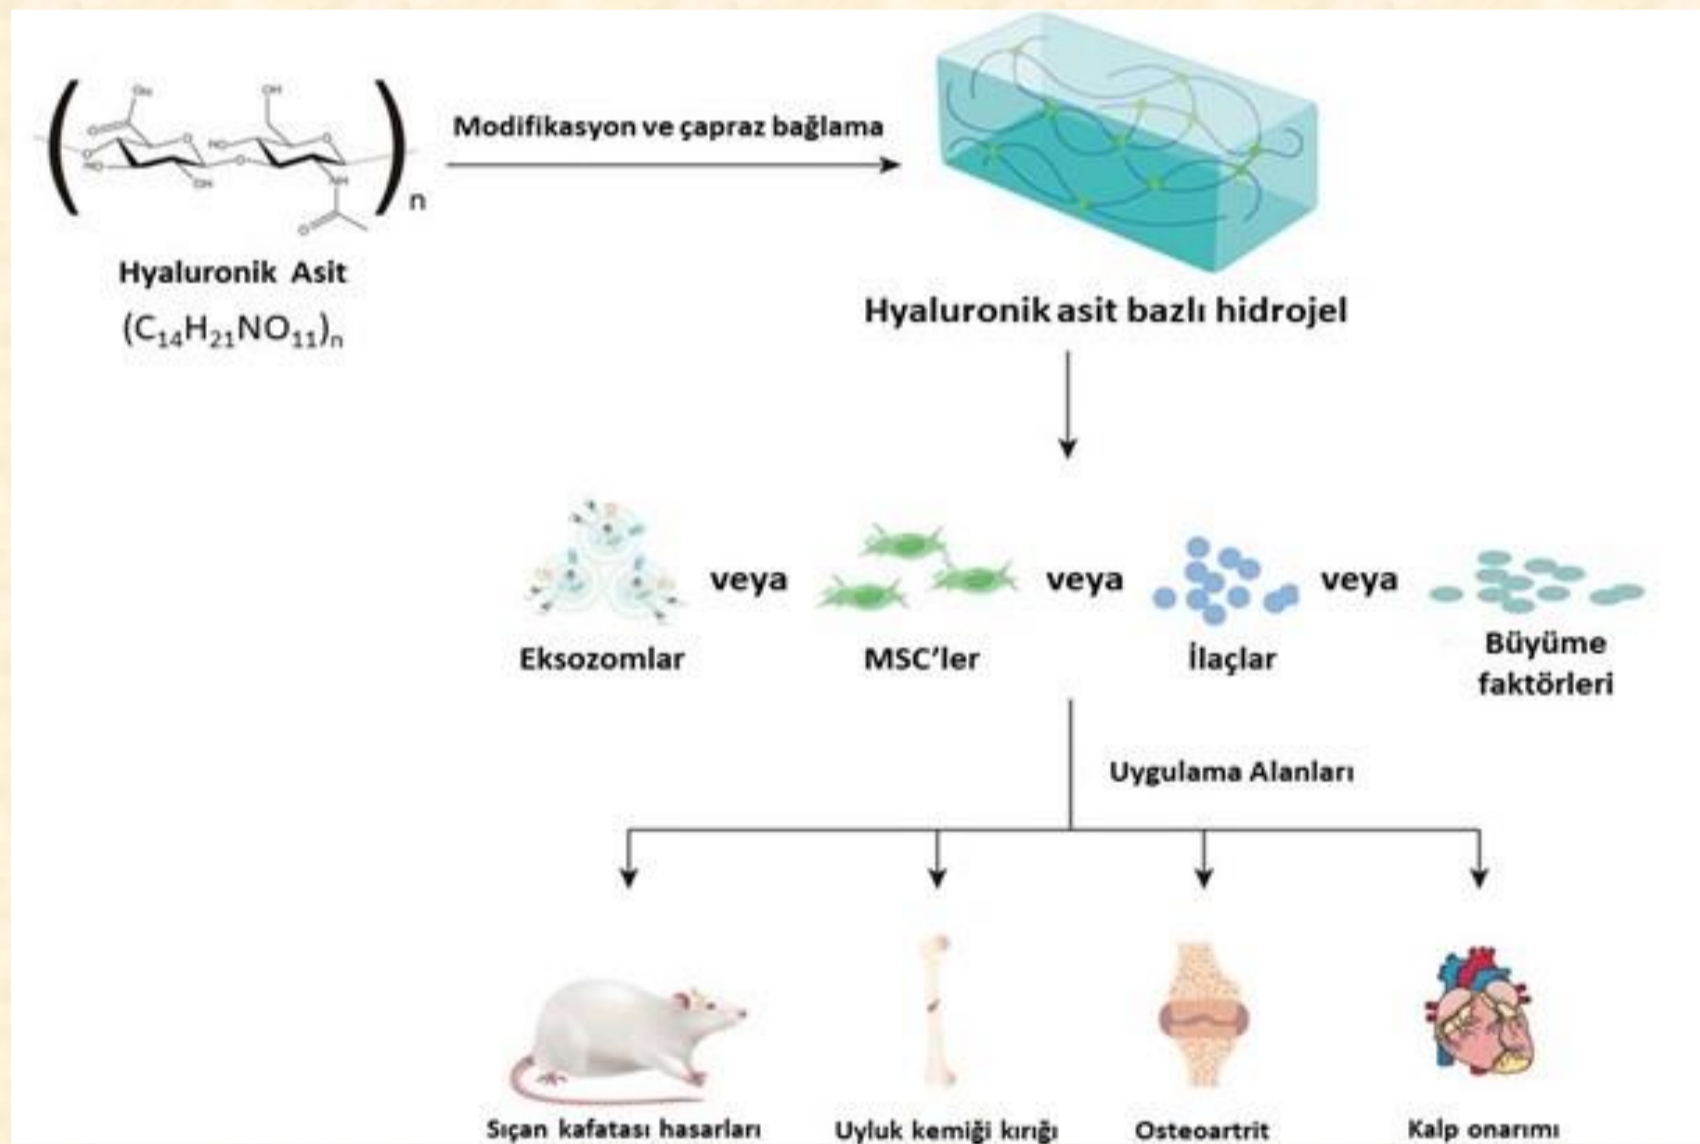 Modifikasyon ve çapraz bağlama
n
Hyaluronik Asit
(C₁₄H₂₁NO₁₁)ₙ
Hyaluronik asit bazlı hidrojel
veya
veya
veya
Eksozomlar
MSC'ler
İlaçlar
Büyüme
faktörleri
Uygulama Alanları
Sıçan kafatası hasarları
Uyluk kemiği kırığı
Osteoartrit
Kalp onarımı